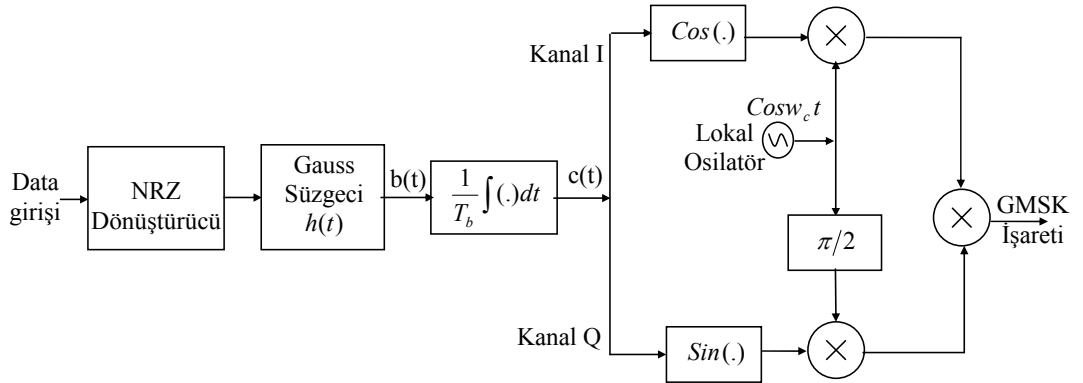 Data
girişi
NRZ
Dönüştürücü
Gauss
Süzgeci
h(t)
b(t)
1/T_b ∫(.)dt
c(t)
Kanal I
Cos(.)
×
Cosw_c t
Lokal
Osilatör
π/2
Kanal Q
Sin(.)
×
×
GMSK
İşareti